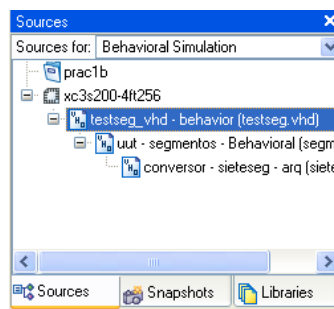 Sources
Sources for: Behavioral Simulation
prac1b
xc3s200-4ft256
testseg_vhd - behavior (testseg.vhd)
uut - segmentos - Behavioral (segm
conversor - sieteseg - arq (siete
Sources Snapshots Libraries